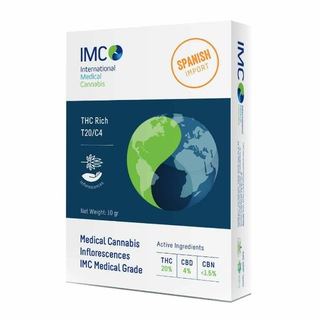 IMC
International
Medical
Cannabis
SPANISH
IMPORT
THC Rich
T20/C4
inflorescences
Net Weight: 10 gr
Medical Cannabis
Inflorescences
IMC Medical Grade
Active Ingredients
THC CBD CBN
20% 4% <1.5%